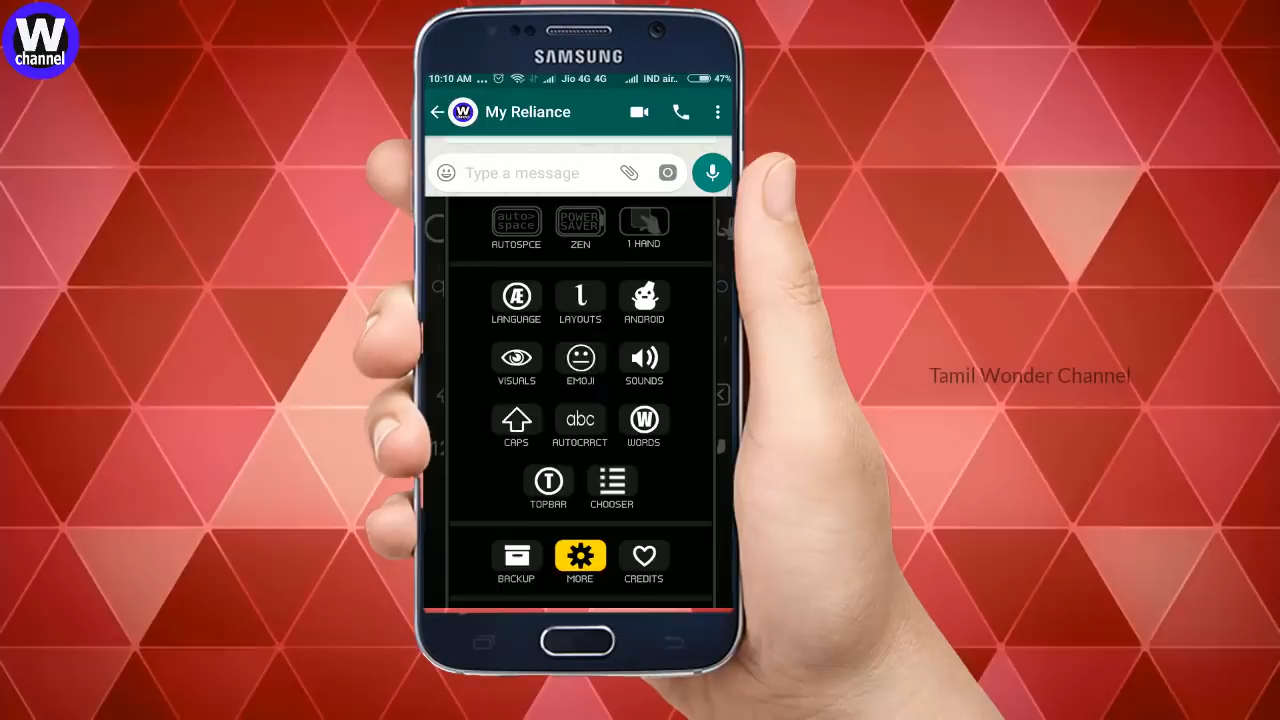 W
channel
SAMSUNG
10:10 AM ... Jio 4G 4G IND air.. 47%
My Reliance
Type a message
auto>
space
POWER
SAVER
AUTOSPCE ZEN 1 HAND
Æ
LANGUAGE LAYOUTS ANDROID
VISUALS EMOJI SOUNDS
abc W
CAPS AUTOCRRCT WORDS
T
TOPBAR CHOOSER
BACKUP MORE CREDITS
Tamil Wonder Channel